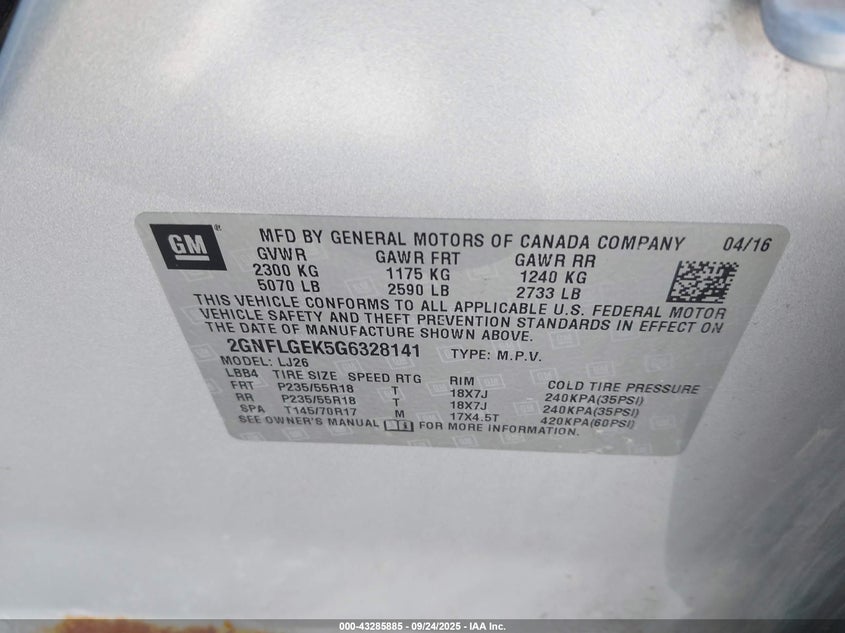 GM ®
MFD BY GENERAL MOTORS OF CANADA COMPANY 04/16
GVWR GAWR FRT GAWR RR
2300 KG 1175 KG 1240 KG
5070 LB 2590 LB 2733 LB
THIS VEHICLE CONFORMS TO ALL APPLICABLE U.S. FEDERAL MOTOR
VEHICLE SAFETY AND THEFT PREVENTION STANDARDS IN EFFECT ON
THE DATE OF MANUFACTURE SHOWN ABOVE.
2GNFLGEK5G6328141 TYPE: M.P.V.
MODEL: LJ26
LBB4 TIRE SIZE SPEED RTG RIM COLD TIRE PRESSURE
FRT P235/55R18 T 18X7J 240KPA(35PSI)
RR P235/55R18 T 18X7J 240KPA(35PSI)
SPA T145/70R17 M 17X4.5T 420KPA(60PSI)
SEE OWNER'S MANUAL FOR MORE INFORMATION.
000-43285885 - 09/24/2025 - IAA Inc.